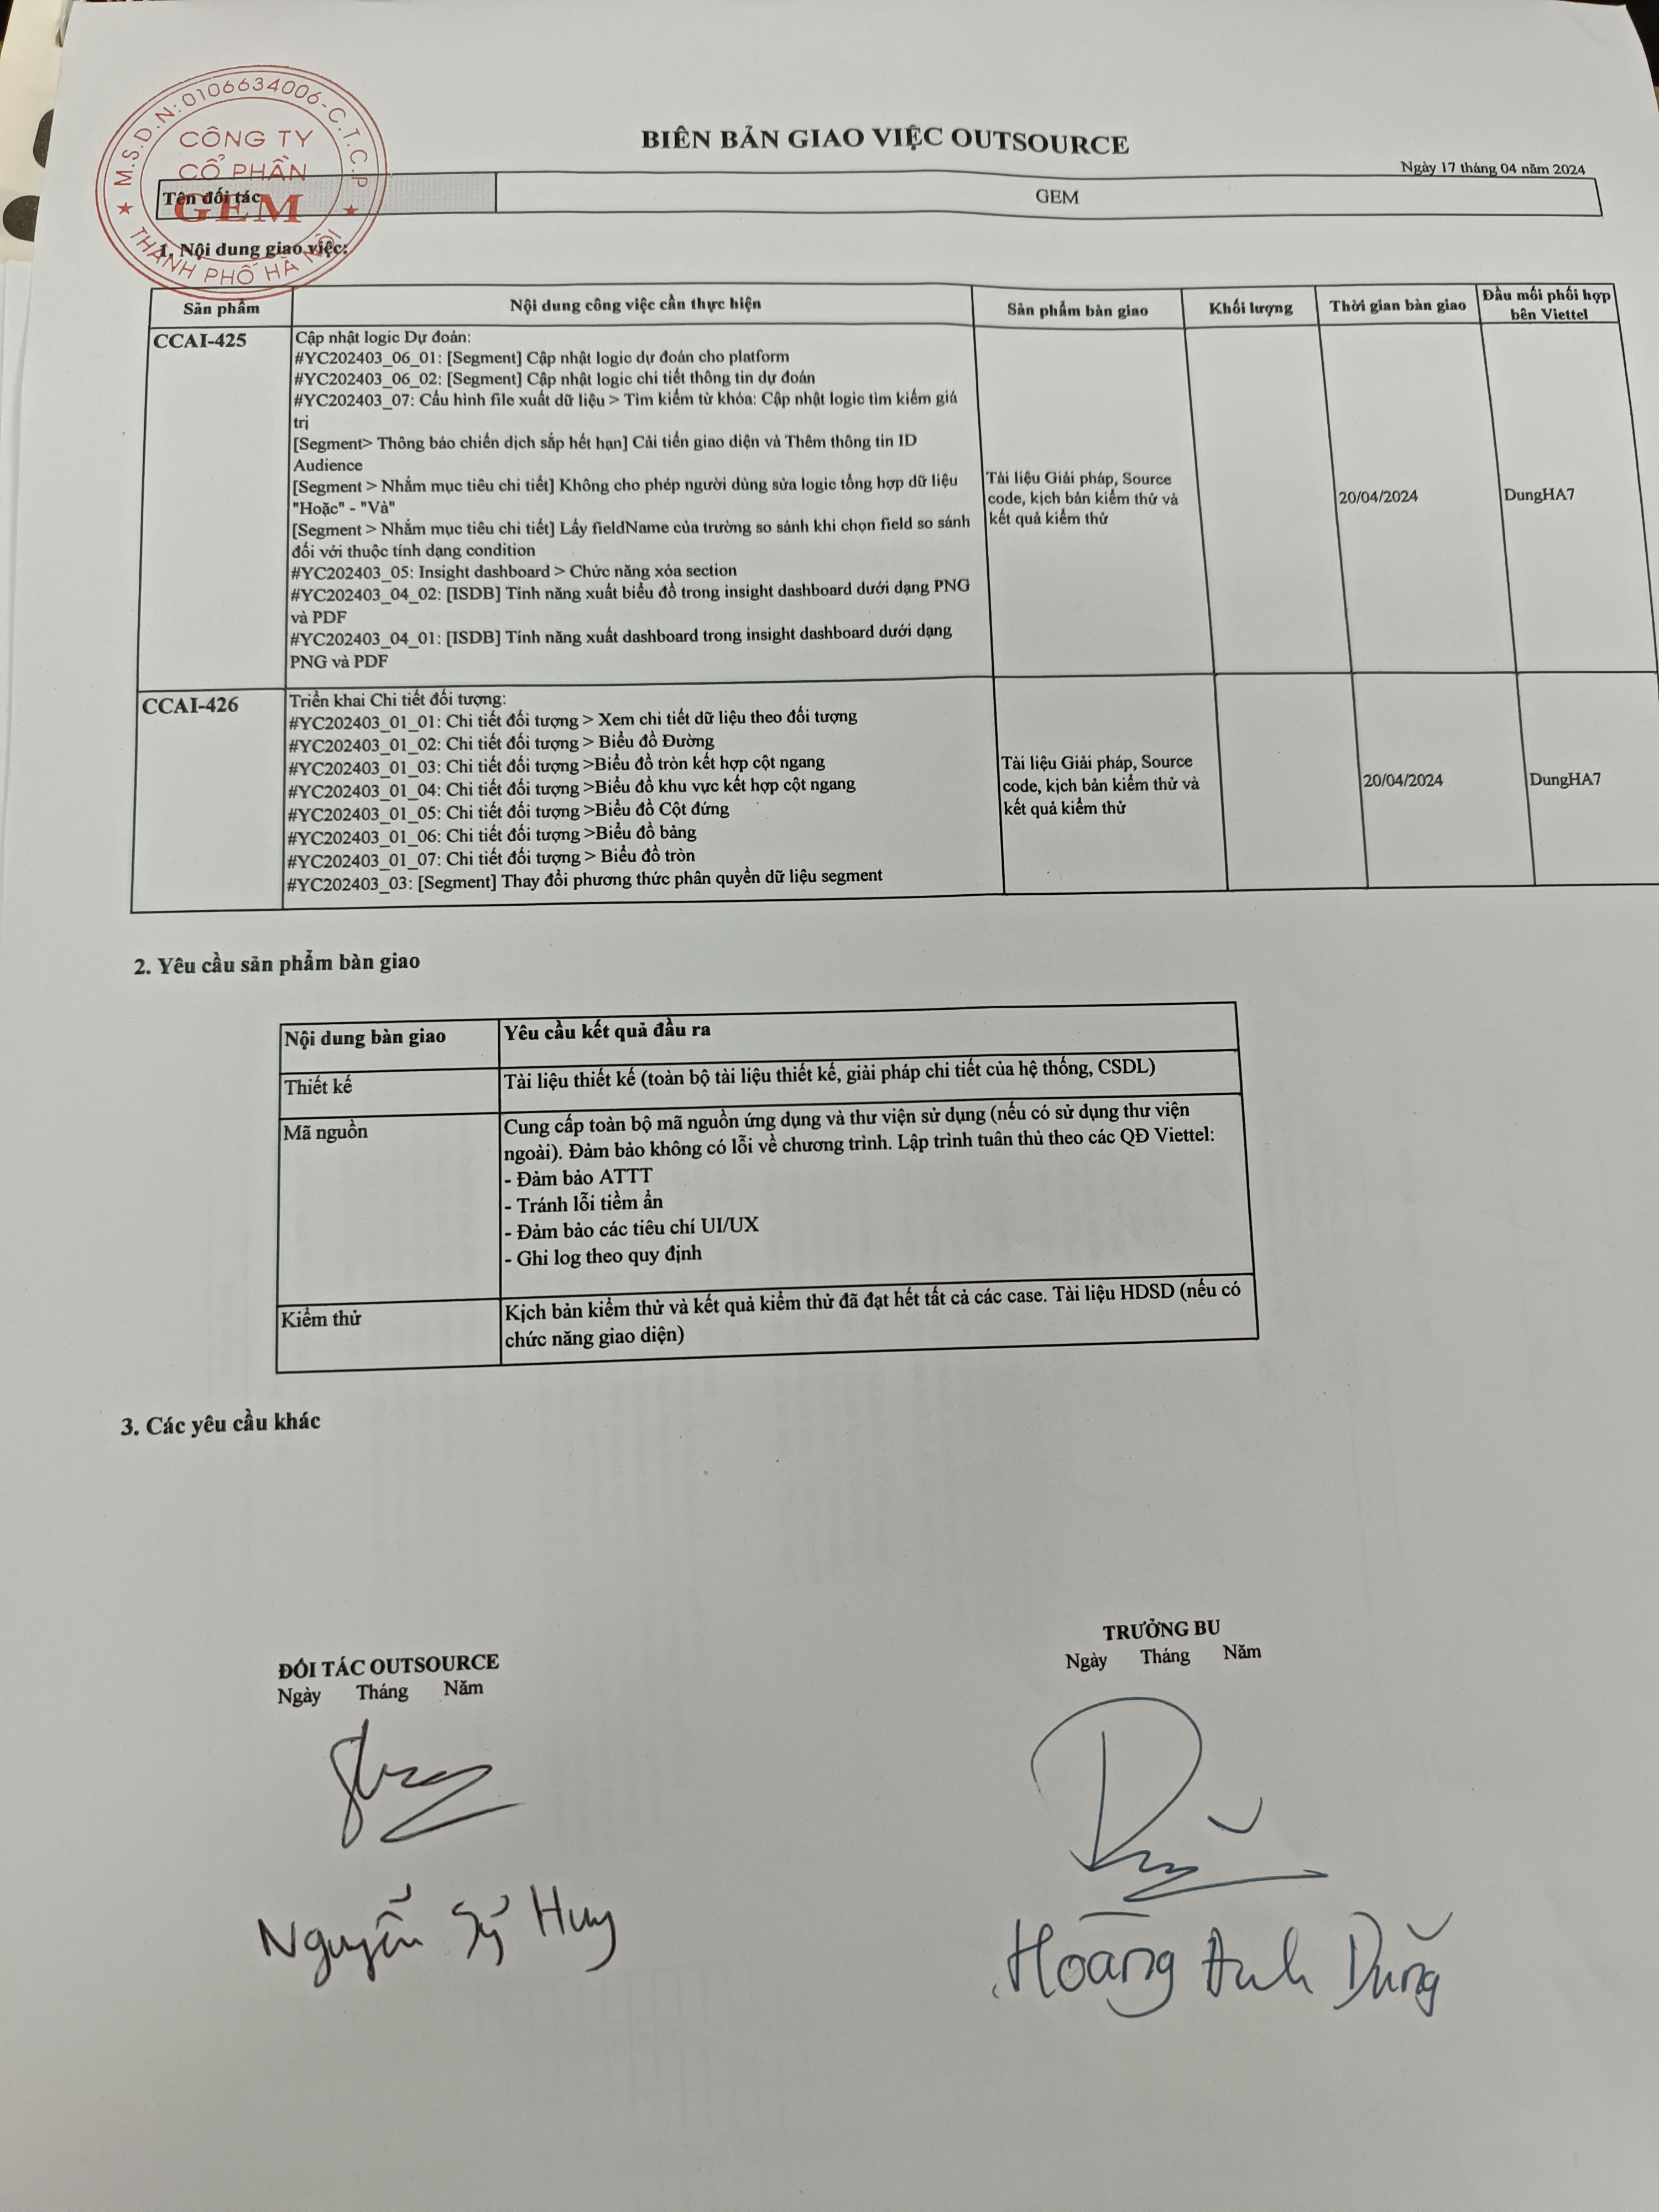 M.S.D.N:0106634006-C.T.C.P
CÔNG TY
CỔ PHẦN
GEM
THÀNH PHỐ HÀ NỘI
BIÊN BẢN GIAO VIỆC OUTSOURCE
Ngày 17 tháng 04 năm 2024
Tên đối tác
GEM
1. Nội dung giao việc:
Sản phẩm
Nội dung công việc cần thực hiện
Sản phẩm bàn giao
Khối lượng
Thời gian bàn giao
Đầu mối phối hợp
bên Viettel
CCAI-425
Cập nhật logic Dự đoán:
#YC202403_06_01: [Segment] Cập nhật logic dự đoán cho platform
#YC202403_06_02: [Segment] Cập nhật logic chi tiết thông tin dự đoán
#YC202403_07: Cấu hình file xuất dữ liệu > Tìm kiếm từ khóa: Cập nhật logic tìm kiếm giá
trị
[Segment> Thông báo chiến dịch sắp hết hạn] Cải tiến giao diện và Thêm thông tin ID
Audience
[Segment > Nhắm mục tiêu chi tiết] Không cho phép người dùng sửa logic tổng hợp dữ liệu
"Hoặc" - "Và"
[Segment > Nhắm mục tiêu chi tiết] Lấy fieldName của trường so sánh khi chọn field so sánh
đối với thuộc tính dạng condition
#YC202403_05: Insight dashboard > Chức năng xóa section
#YC202403_04_02: [ISDB] Tính năng xuất biểu đồ trong insight dashboard dưới dạng PNG
và PDF
#YC202403_04_01: [ISDB] Tính năng xuất dashboard trong insight dashboard dưới dạng
PNG và PDF
Tài liệu Giải pháp, Source
code, kịch bản kiểm thử và
kết quả kiểm thử
20/04/2024
DungHA7
CCAI-426
Triển khai Chi tiết đối tượng:
#YC202403_01_01: Chi tiết đối tượng > Xem chi tiết dữ liệu theo đối tượng
#YC202403_01_02: Chi tiết đối tượng > Biểu đồ Đường
#YC202403_01_03: Chi tiết đối tượng >Biểu đồ tròn kết hợp cột ngang
#YC202403_01_04: Chi tiết đối tượng >Biểu đồ khu vực kết hợp cột ngang
#YC202403_01_05: Chi tiết đối tượng >Biểu đồ Cột đứng
#YC202403_01_06: Chi tiết đối tượng >Biểu đồ bảng
#YC202403_01_07: Chi tiết đối tượng > Biểu đồ tròn
#YC202403_03: [Segment] Thay đổi phương thức phân quyền dữ liệu segment
Tài liệu Giải pháp, Source
code, kịch bản kiểm thử và
kết quả kiểm thử
20/04/2024
DungHA7
2. Yêu cầu sản phẩm bàn giao
Nội dung bàn giao
Yêu cầu kết quả đầu ra
Thiết kế
Tài liệu thiết kế (toàn bộ tài liệu thiết kế, giải pháp chi tiết của hệ thống, CSDL)
Mã nguồn
Cung cấp toàn bộ mã nguồn ứng dụng và thư viện sử dụng (nếu có sử dụng thư viện
ngoài). Đảm bảo không có lỗi về chương trình. Lập trình tuân thủ theo các QĐ Viettel:
- Đảm bảo ATTT
- Tránh lỗi tiềm ẩn
- Đảm bảo các tiêu chí UI/UX
- Ghi log theo quy định
Kiểm thử
Kịch bản kiểm thử và kết quả kiểm thử đã đạt hết tất cả các case. Tài liệu HDSD (nếu có
chức năng giao diện)
3. Các yêu cầu khác
ĐỐI TÁC OUTSOURCE
Ngày Tháng Năm
Nguyễn Sỹ Huy
TRƯỞNG BU
Ngày Tháng Năm
Hoàng Anh Dũng